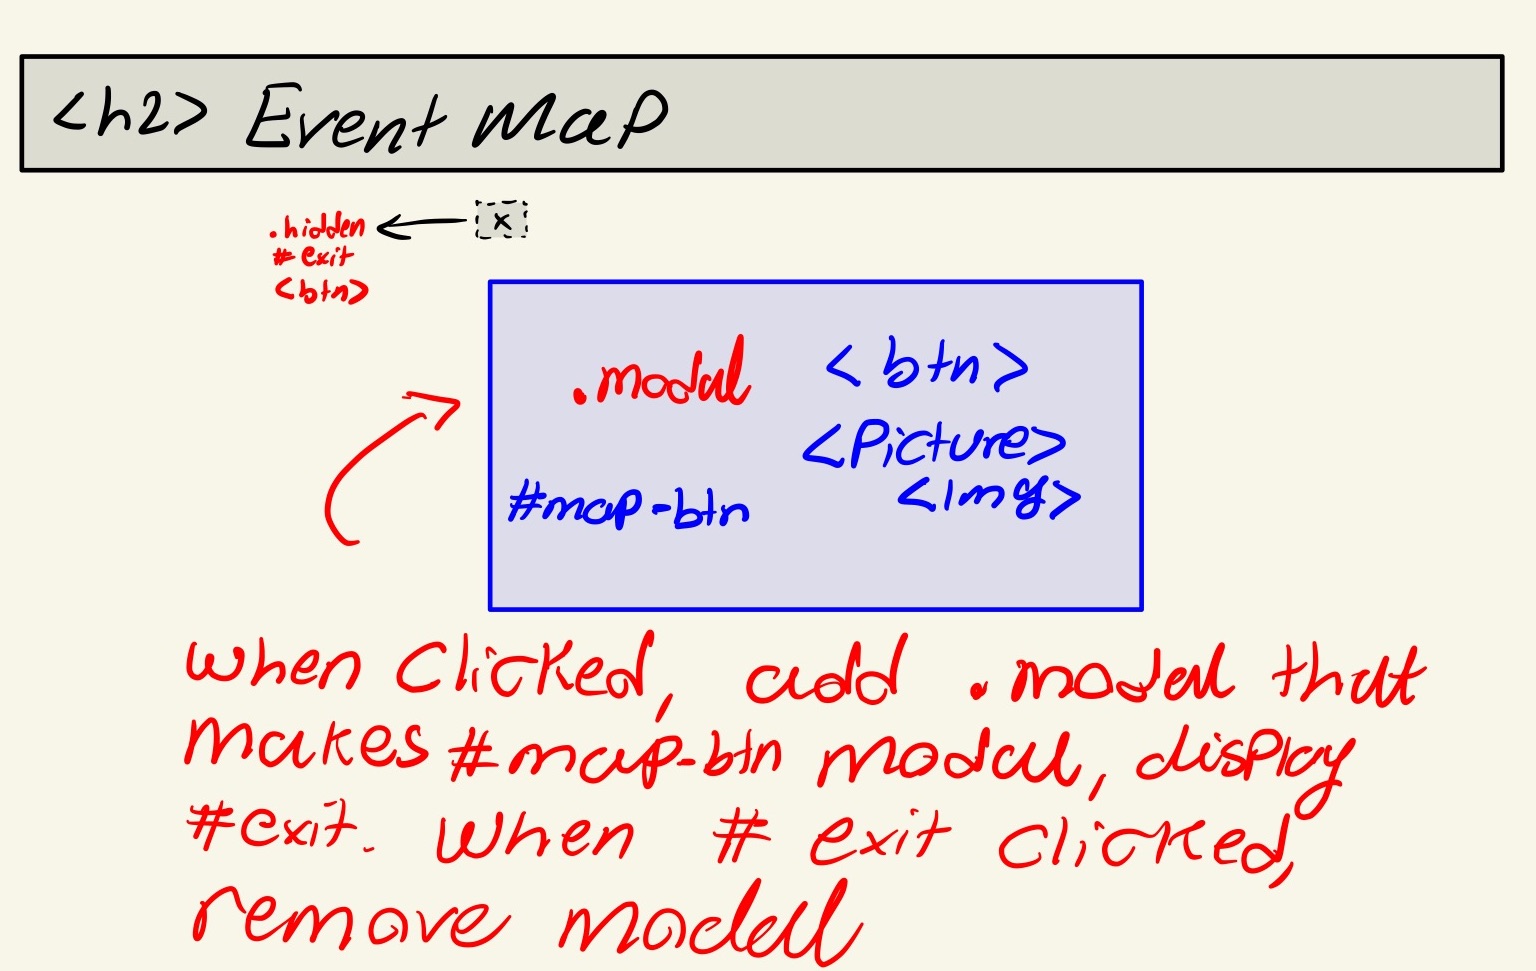 <h2> Event Map
.hidden
x
#exit
<btn>
.modal
<btn>
<Picture>
#map-btn
<img>
when clicked, add .modal that
makes #map-btn modal, display
#exit. When #exit clicked,
remove modal